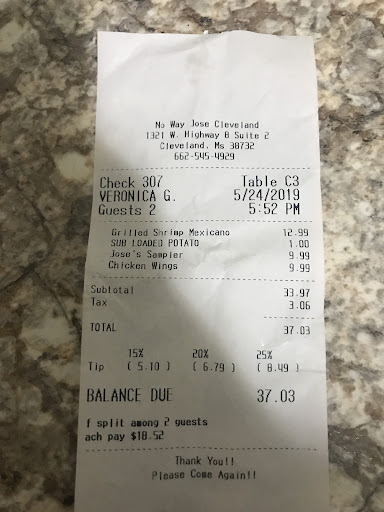 No Way Jose Cleveland
1321 W. Highway 8 Suite 2
Cleveland, Ms 38732
662-545-4929
Check 307 Table C3
VERONICA G. 5/24/2019
Guests 2 5:52 PM
Grilled Shrimp Mexicano 12.99
SUB LOADED POTATO 1.00
Jose's Sampler 9.99
Chicken Wings 9.99
Subtotal 33.97
Tax 3.06
TOTAL 37.03
15% 20% 25%
Tip ( 5.10 ) ( 6.79 ) ( 8.49 )
BALANCE DUE 37.03
f split among 2 guests
ach pay $18.52
Thank You!!
Please Come Again!!